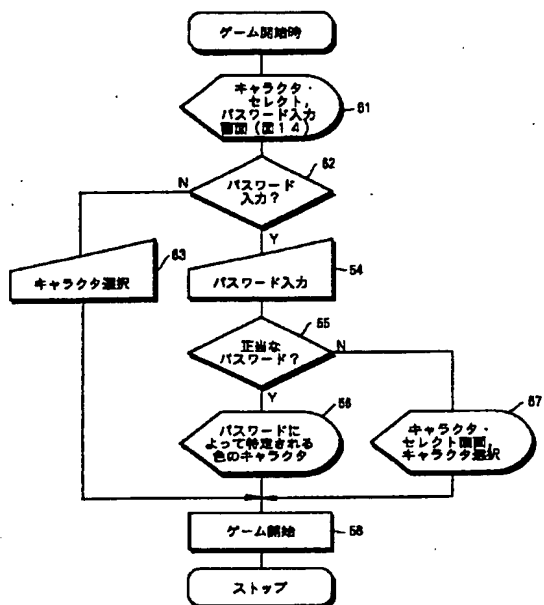 ゲーム開始時
キャラクタ・
セレクト,
パスワード入力
画面(図14)
61
62
パスワード
入力?
N
Y
63
キャラクタ選択
54
パスワード入力
55
正当な
パスワード?
N
Y
56
パスワードに
よって特定される
色のキャラクタ
67
キャラクタ・
セレクト画面,
キャラクタ選択
ゲーム開始
58
ストップ